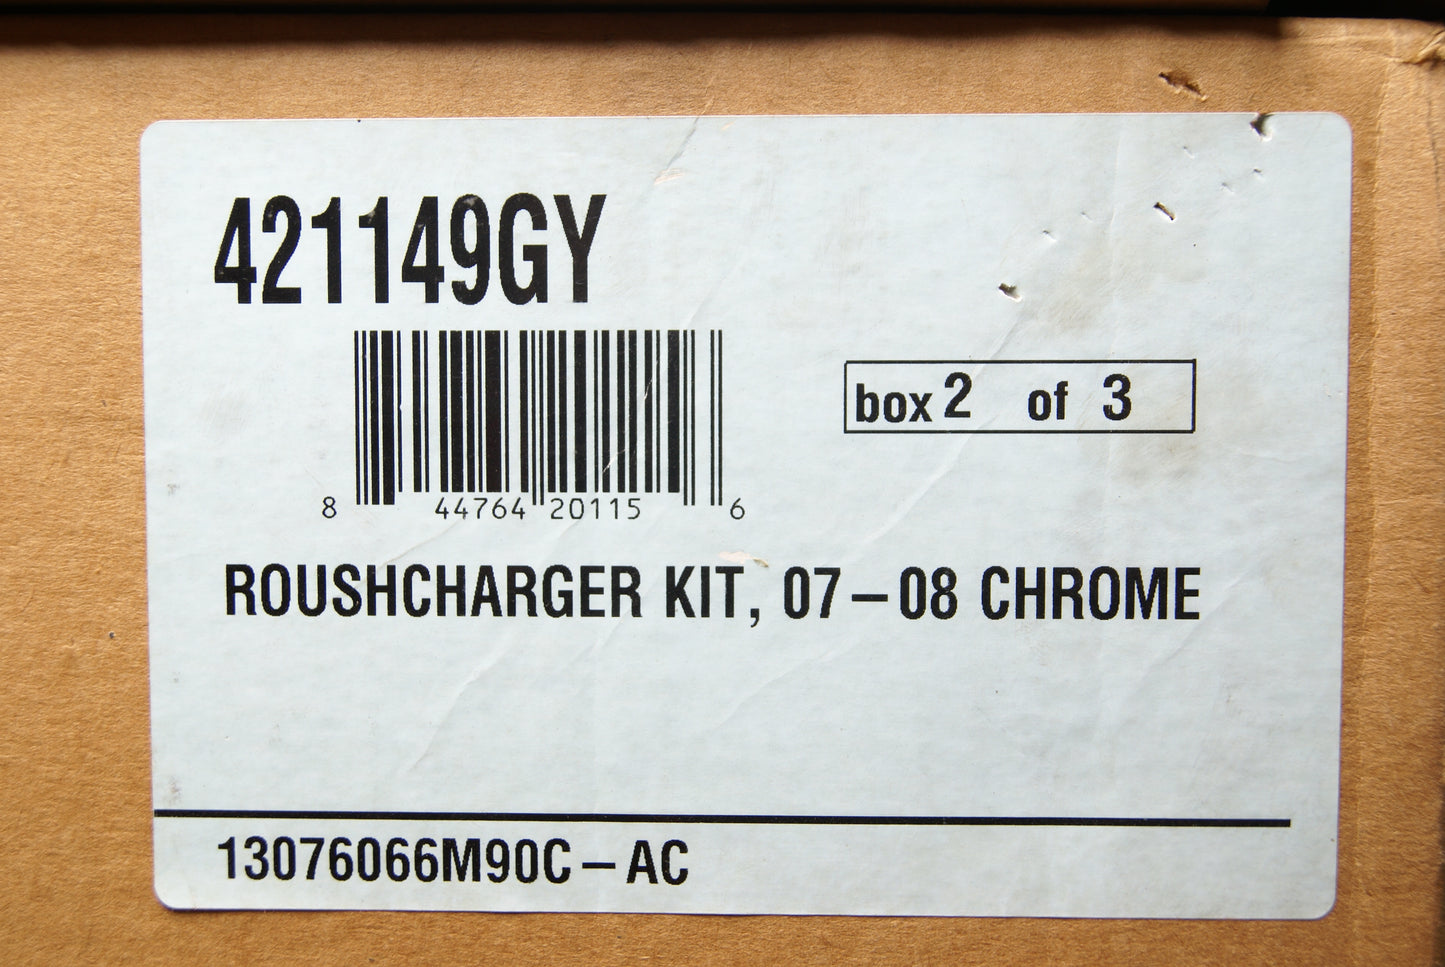 421149GY
box 2 of 3
8 44764 20115 6
ROUSHCHARGER KIT, 07-08 CHROME
13076066M90C-AC